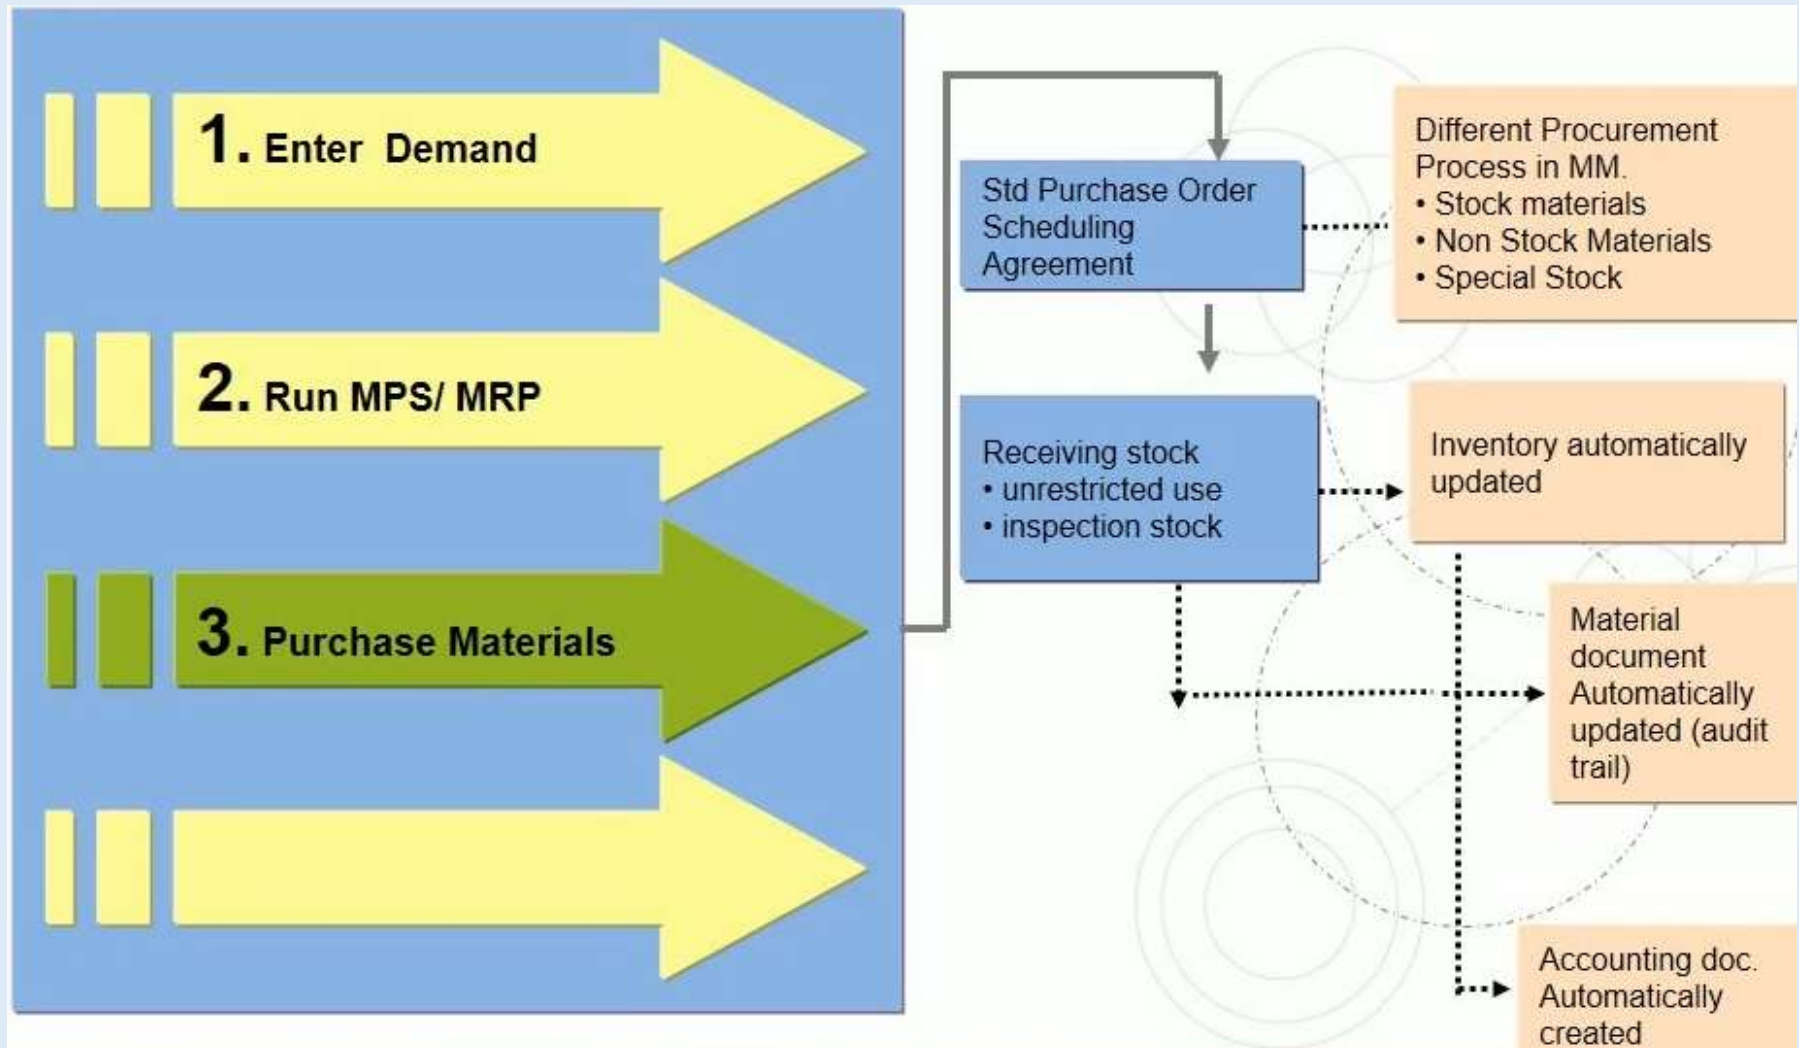 1. Enter Demand
2. Run MPS/ MRP
3. Purchase Materials
Std Purchase Order
Scheduling
Agreement
Different Procurement
Process in MM.
• Stock materials
• Non Stock Materials
• Special Stock
Receiving stock
• unrestricted use
• inspection stock
Inventory automatically
updated
Material
document
Automatically
updated (audit
trail)
Accounting doc.
Automatically
created